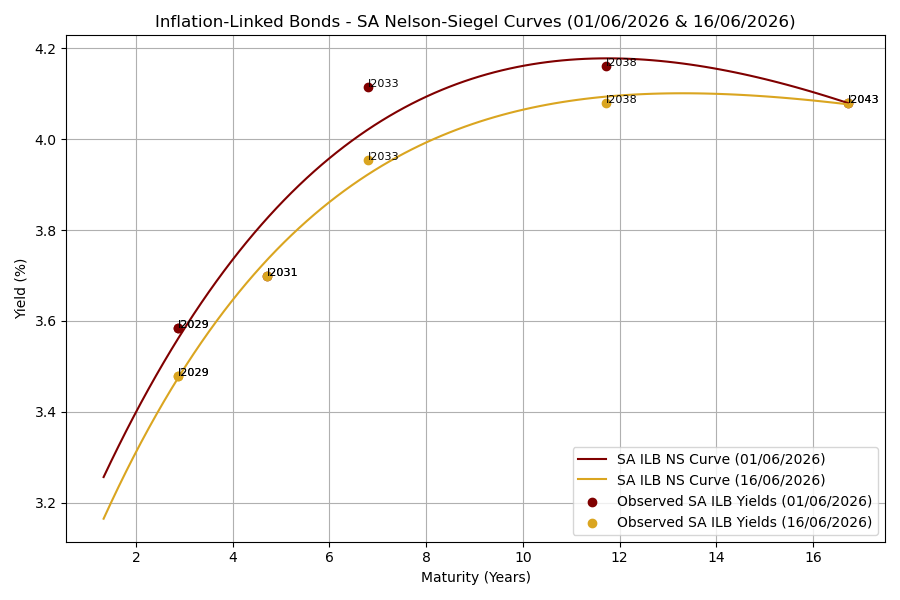 Inflation-Linked Bonds - SA Nelson-Siegel Curves (01/06/2026 & 16/06/2026)
Yield (%)
4.2
4.0
3.8
3.6
3.4
3.2
I2029
I2029
I2031
I2033
I2033
I2038
I2038
I2043
SA ILB NS Curve (01/06/2026)
SA ILB NS Curve (16/06/2026)
Observed SA ILB Yields (01/06/2026)
Observed SA ILB Yields (16/06/2026)
2 4 6 8 10 12 14 16
Maturity (Years)